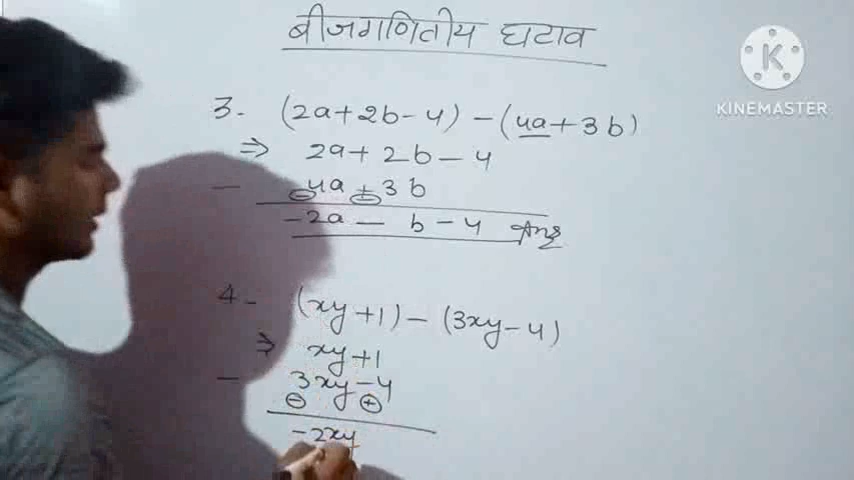 बीजगणितीय घटाव
K
KINEMASTER
3. (2a+2b-4) - (4a+3b)
⇒ 2a+2b-4
- 4a+3b
⊖ ⊕
-2a - b-4 Ans
4- (xy+1) - (3xy-4)
⇒ xy+1
- 3xy-4
⊖ ⊕
-2xy